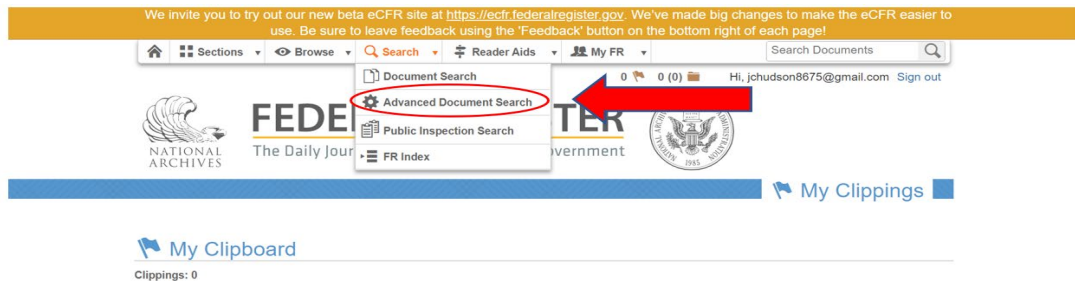 We invite you to try out our new beta eCFR site at https://ecfr.federalregister.gov. We've made big changes to make the eCFR easier to
use. Be sure to leave feedback using the 'Feedback' button on the bottom right of each page!
Sections Browse Search Reader Aids My FR Search Documents
Document Search
0 0 (0) Hi, jchudson8675@gmail.com Sign out
Advanced Document Search
FEDE TER
Public Inspection Search
The Daily Jour vernment
FR Index
NATIONAL
ARCHIVES
1985
My Clippings
My Clipboard
Clippings: 0